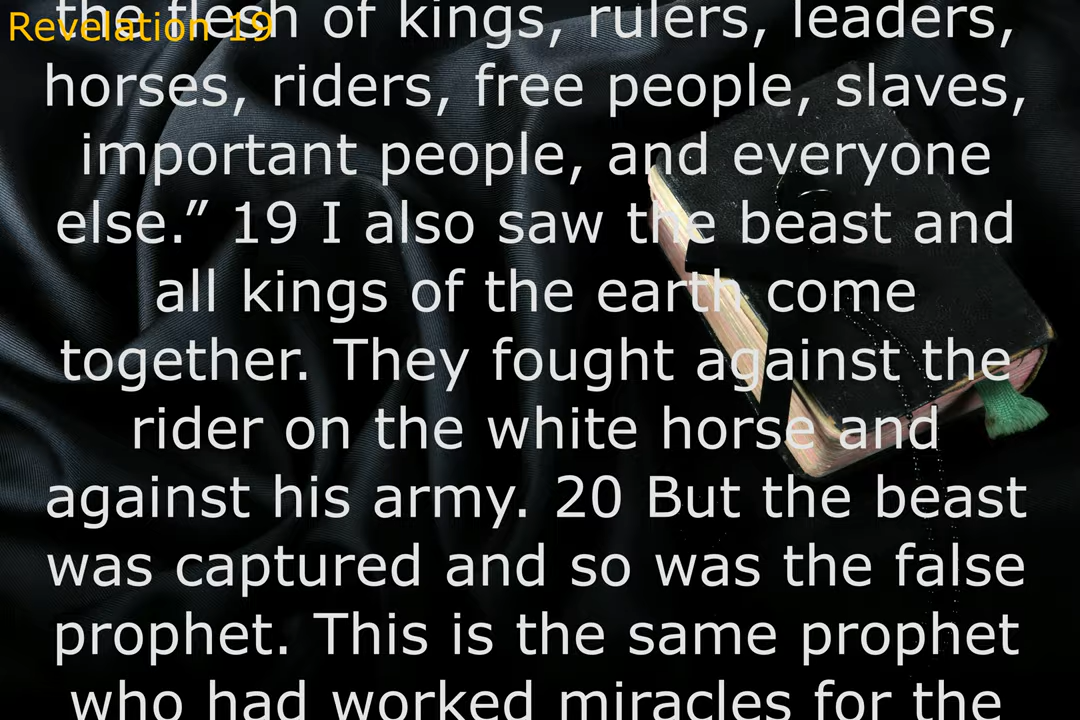 Revelation 19
the flesh of kings, rulers, leaders,
horses, riders, free people, slaves,
important people, and everyone
else.” 19 I also saw the beast and
all kings of the earth come
together. They fought against the
rider on the white horse and
against his army. 20 But the beast
was captured and so was the false
prophet. This is the same prophet
who had worked miracles for the